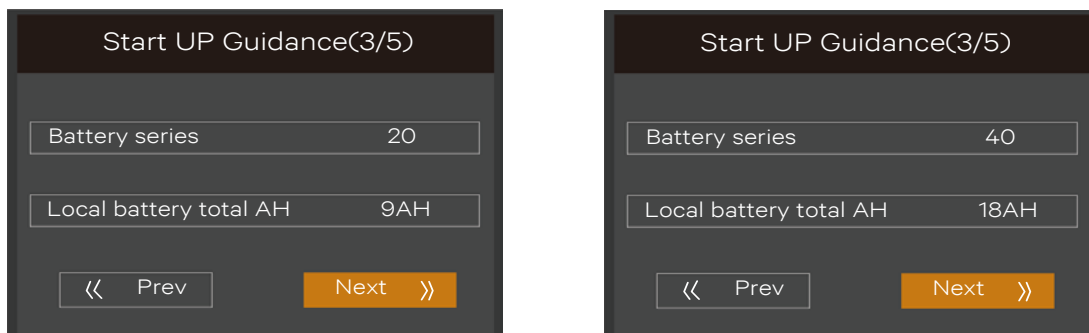 Start UP Guidance(3/5)
Battery series 20
Local battery total AH 9AH
《 Prev
Next 》
Start UP Guidance(3/5)
Battery series 40
Local battery total AH 18AH
《 Prev
Next 》